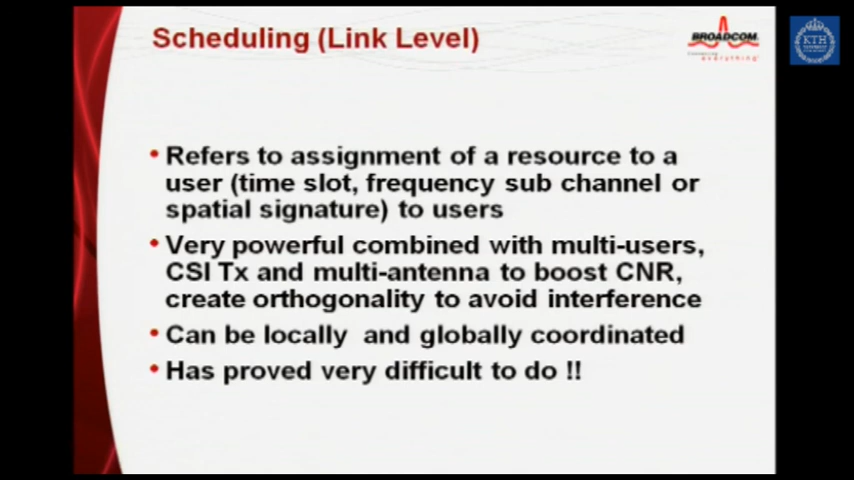 Scheduling (Link Level)
BROADCOM.
everything®
KTH
• Refers to assignment of a resource to a
user (time slot, frequency sub channel or
spatial signature) to users
• Very powerful combined with multi-users,
CSI Tx and multi-antenna to boost CNR,
create orthogonality to avoid interference
• Can be locally and globally coordinated
• Has proved very difficult to do !!